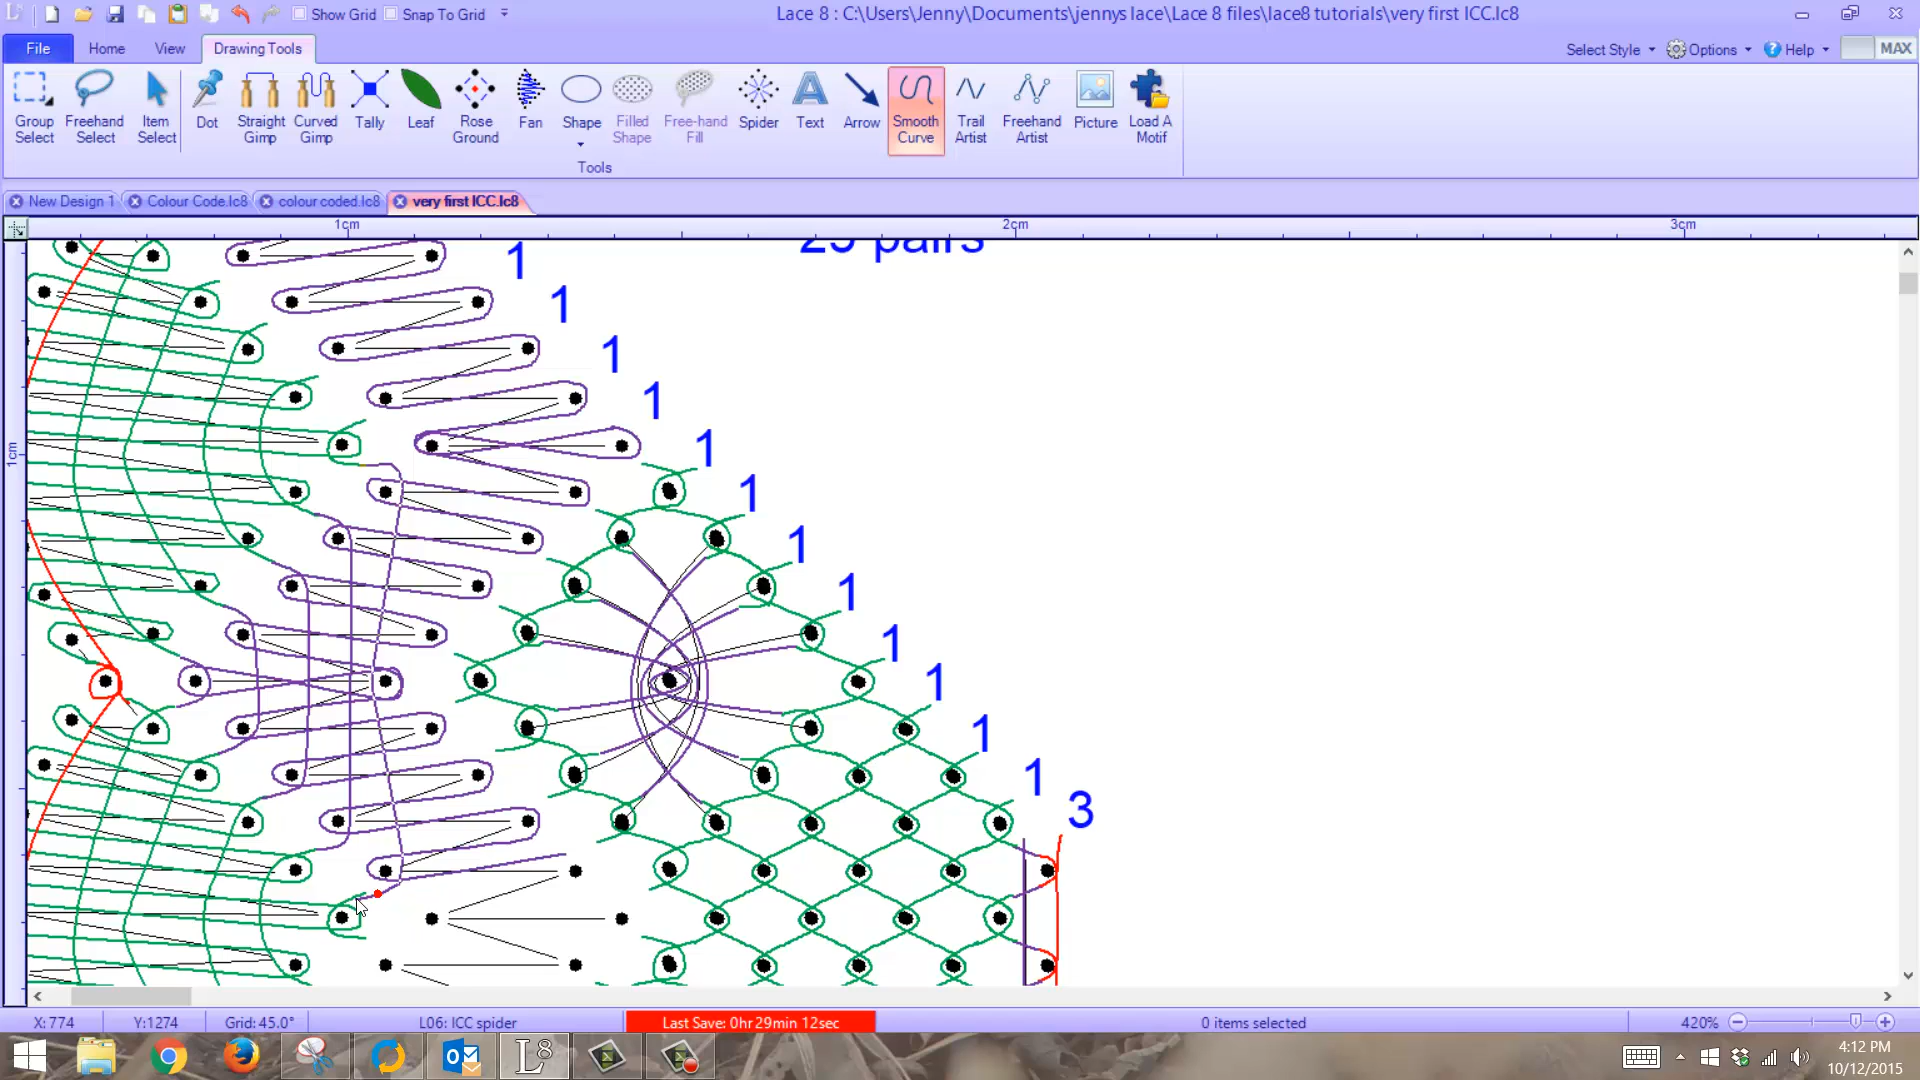 Show Grid Snap To Grid Lace 8 : C:\Users\Jenny\Documents\jennys lace\Lace 8 files\lace8 tutorials\very first ICC.lc8
File Home View Drawing Tools Select Style Options Help MAX
Group Select Freehand Select Item Select Dot Straight Gimp Curved Gimp Tally Leaf Rose Ground Fan Shape Filled Shape Free-hand Fill Spider Text Arrow Smooth Curve Trail Artist Freehand Artist Picture Load A Motif
Tools
New Design 1 Colour Code.lc8 colour coded.lc8 very first ICC.lc8
1cm 2cm 3cm
25 pairs
1
1
1
1
1cm
1
1
1
1
1
1
1
1
3
X: 774 Y:1274 Grid: 45.0° L06: ICC spider Last Save: 0hr 29min 12sec 0 items selected 420%
L8
4:12 PM
10/12/2015